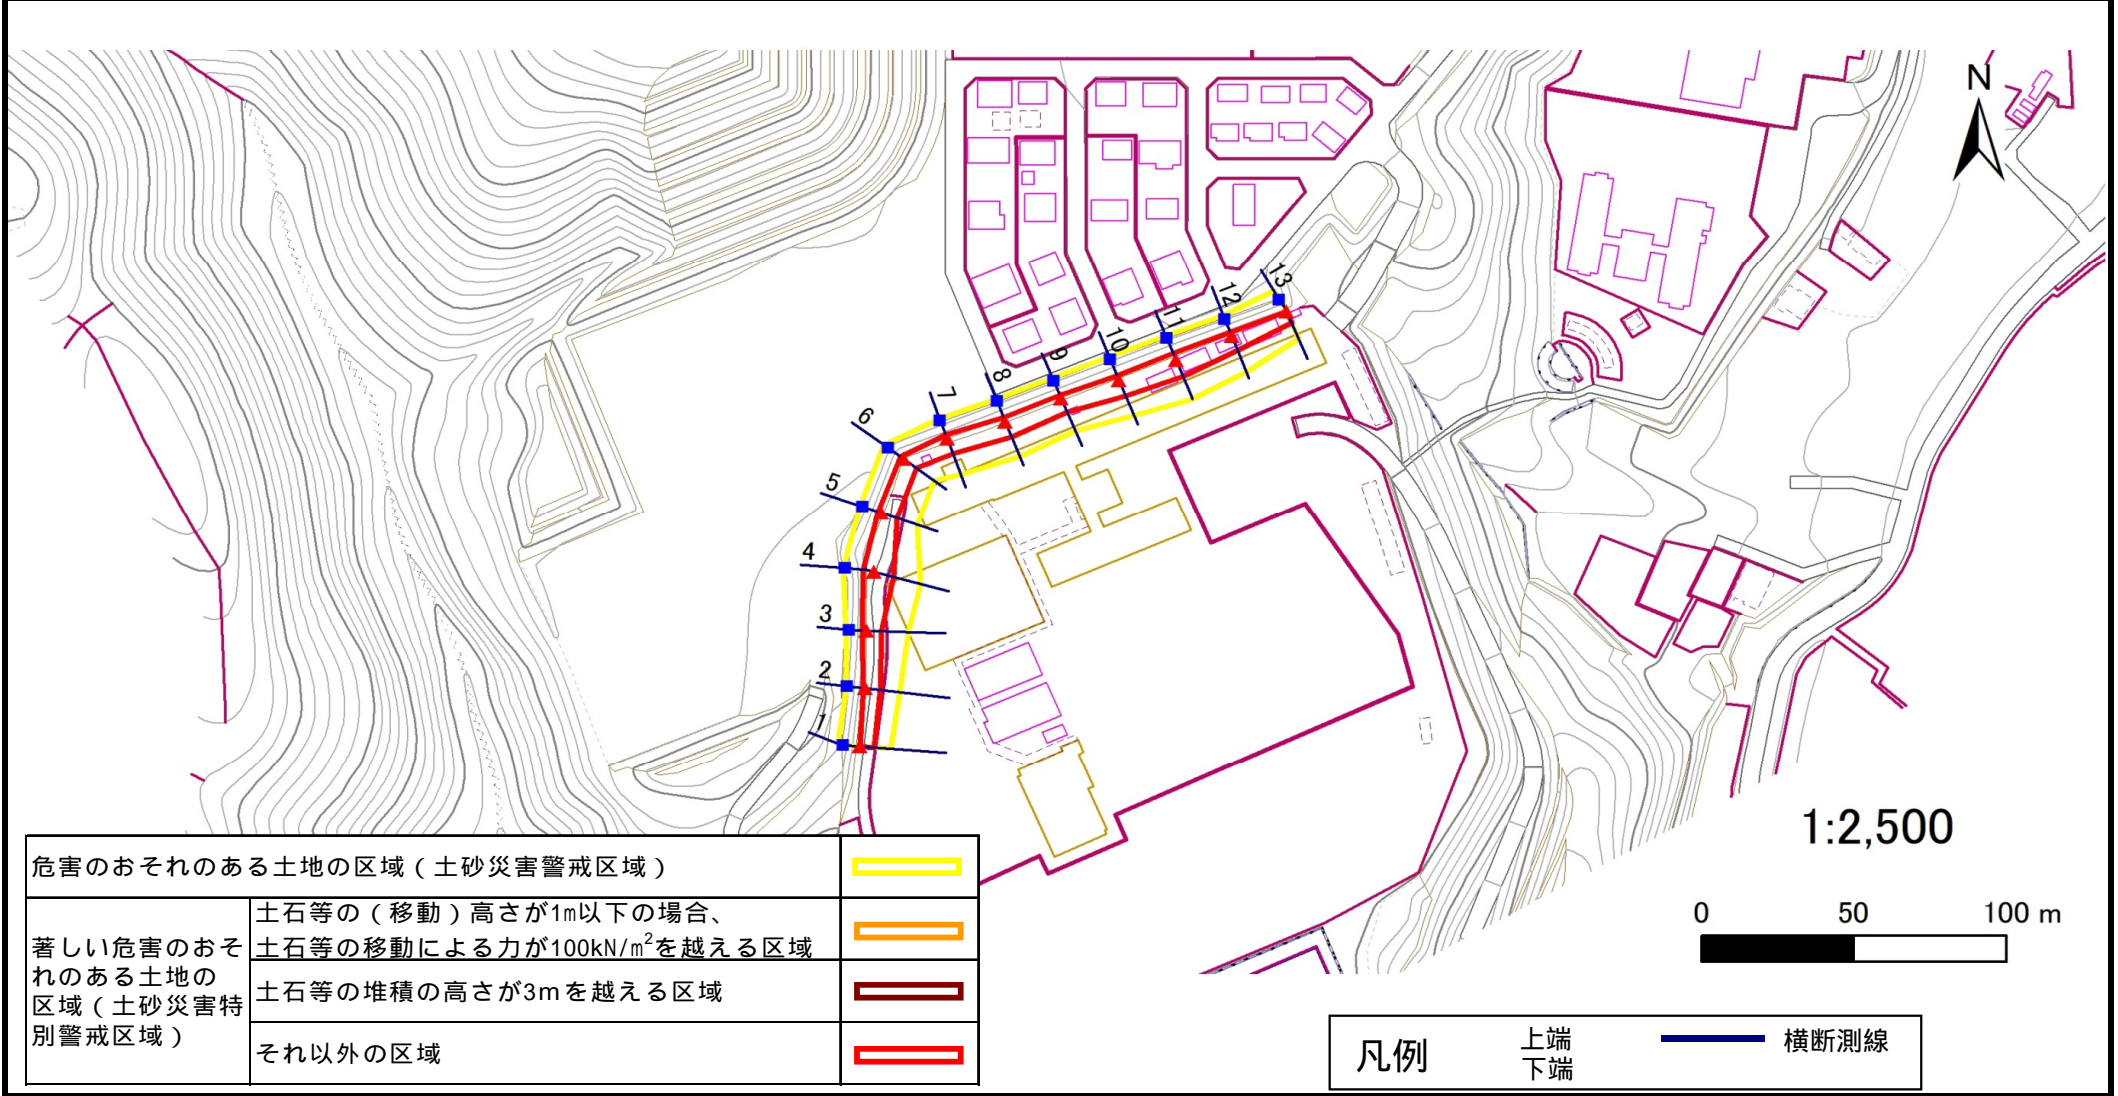 N
13
12
11
10
9
8
7
6
5
4
3
2
1
1:2,500
0 50 100 m
危害のおそれのある土地の区域（土砂災害警戒区域）
著しい危害のおそ
れのある土地の
区域（土砂災害特
別警戒区域）
土石等の（移動）高さが1m以下の場合、
土石等の移動による力が100kN/㎡を越える区域
土石等の堆積の高さが3mを越える区域
それ以外の区域
凡例
上端
下端
横断測線